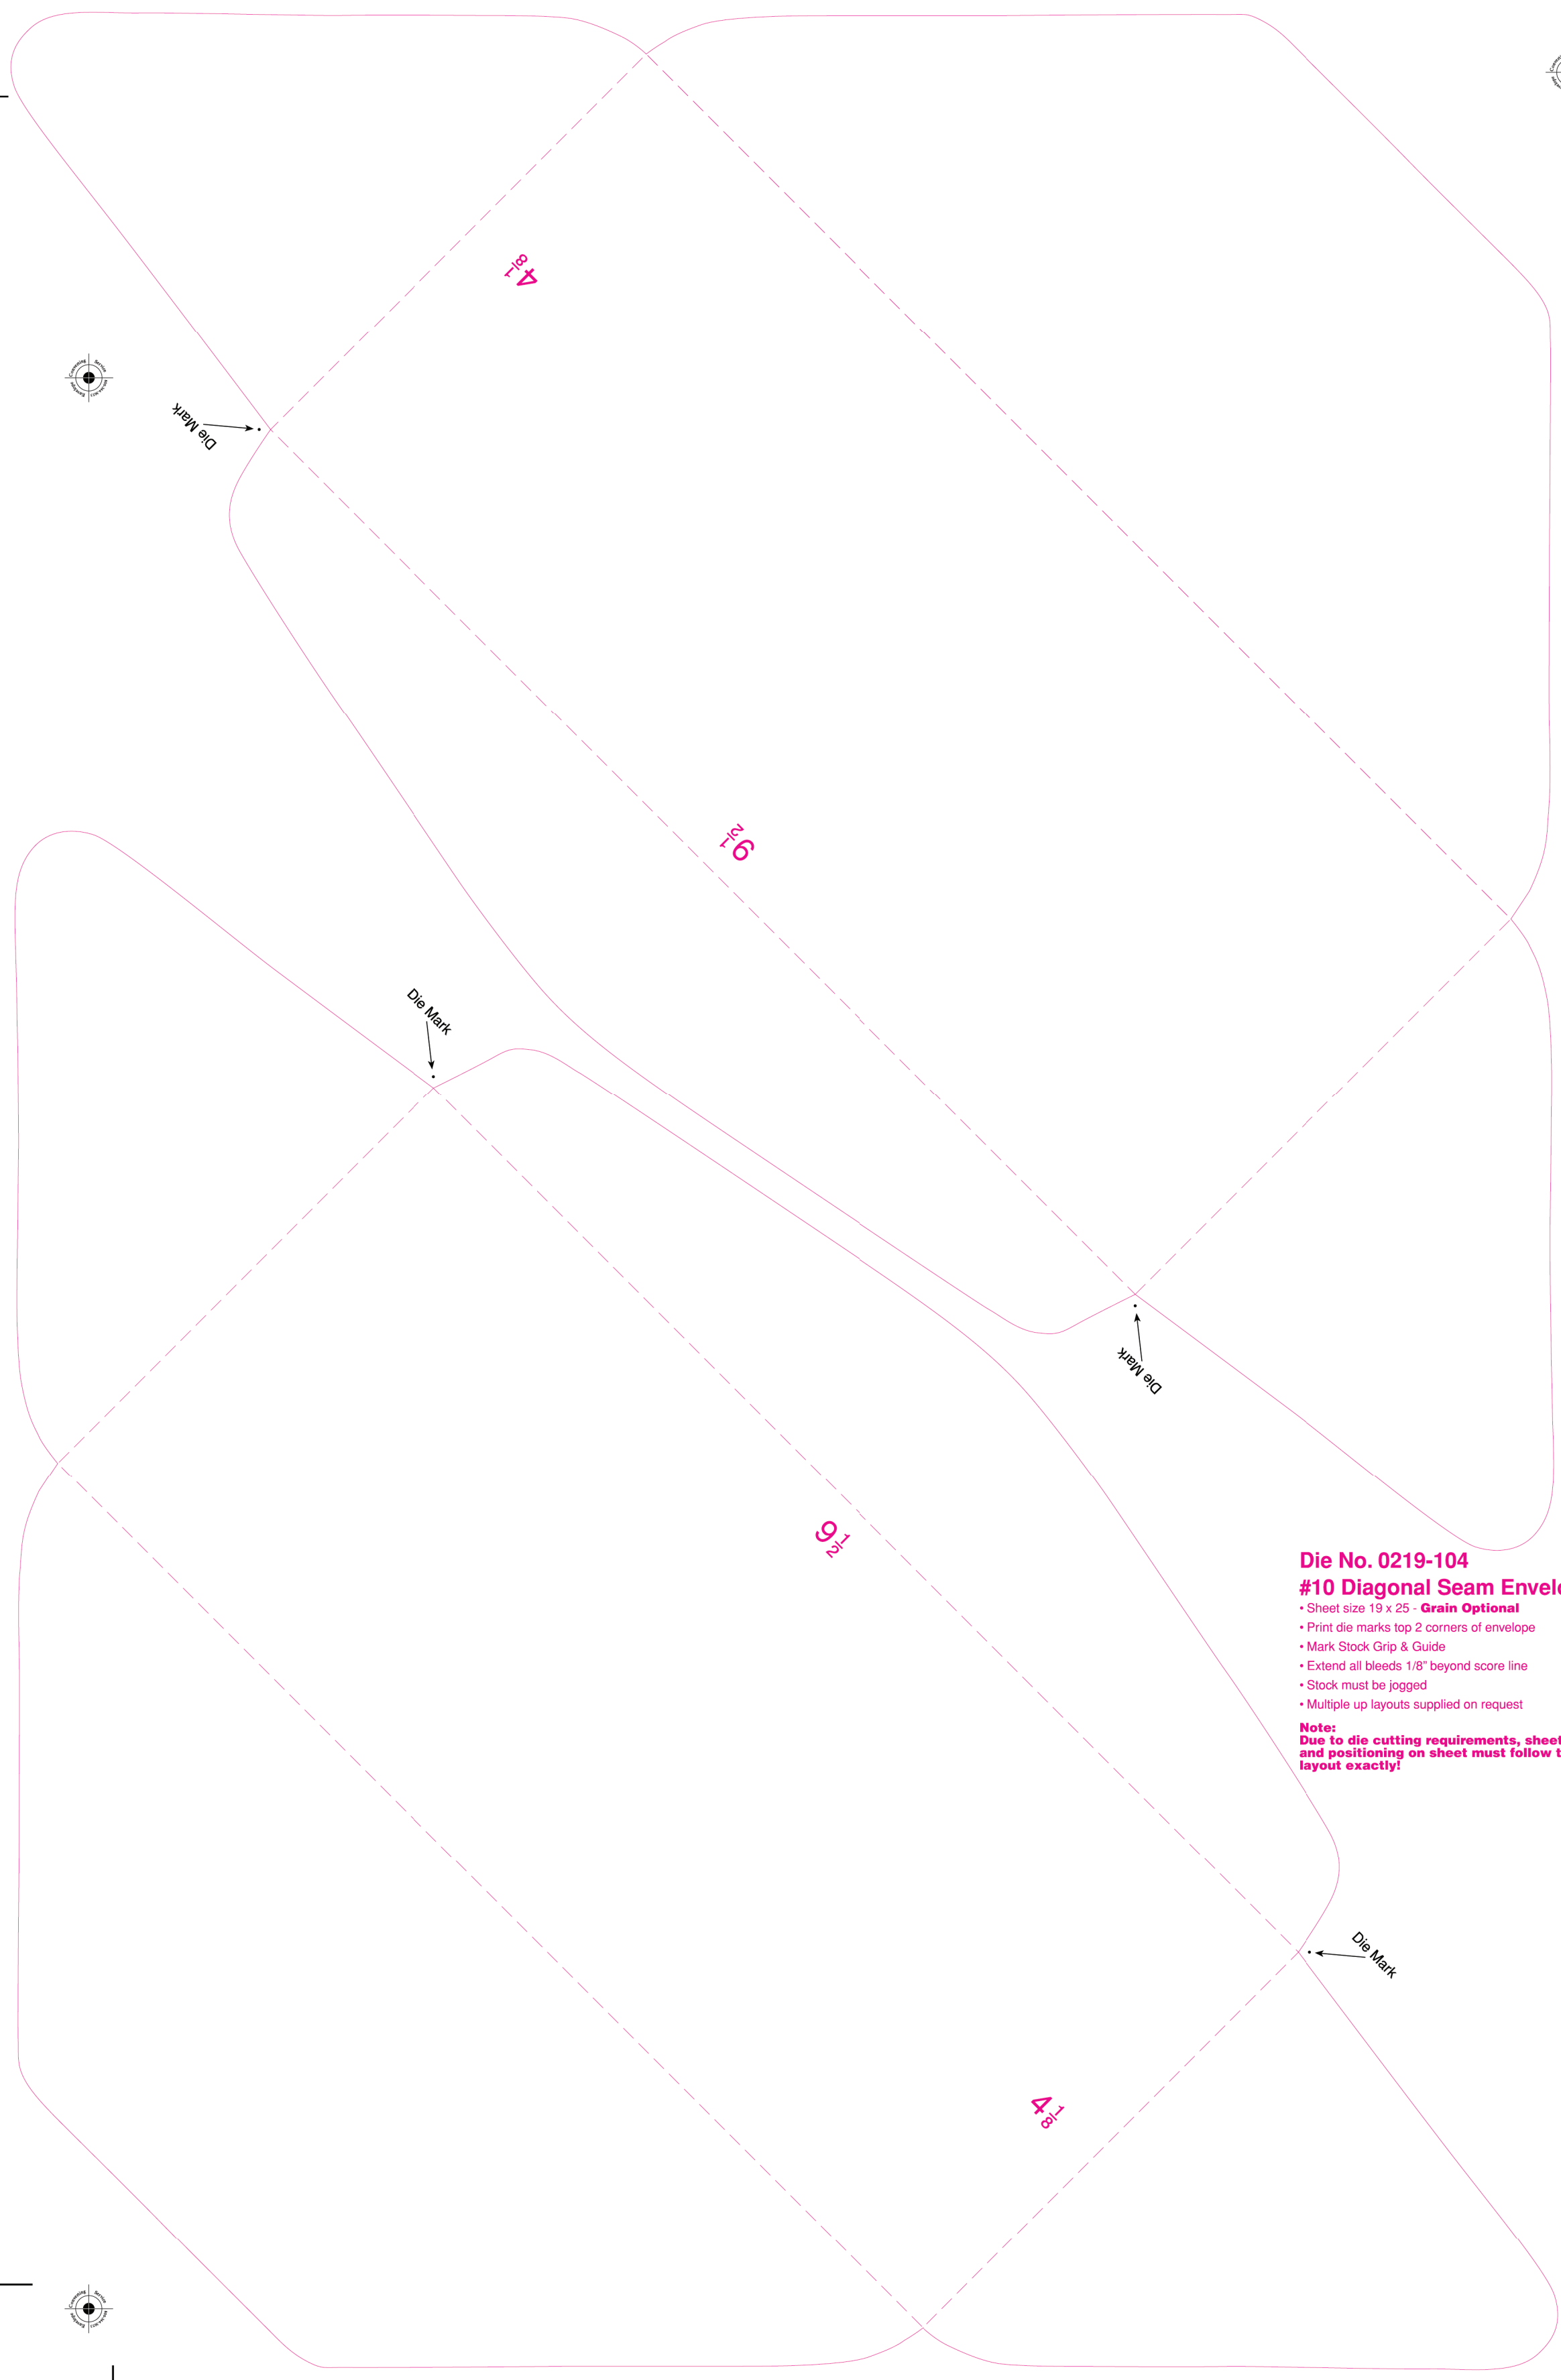 4 1/8
Die Mark
9 1/2
Die Mark
Die Mark
9 1/2
Die No. 0219-104
#10 Diagonal Seam
• Sheet size 19 x 25 - Grain Optional
• Print die marks top 2 corners of envelope
• Mark Stock Grip & Guide
• Extend all bleeds 1/8” beyond score line
• Stock must be jogged
• Multiple up layouts supplied on request
Note:
Due to die cutting requirements, sheet
and positioning on sheet must follow
layout exactly!
Die Mark
4 1/8